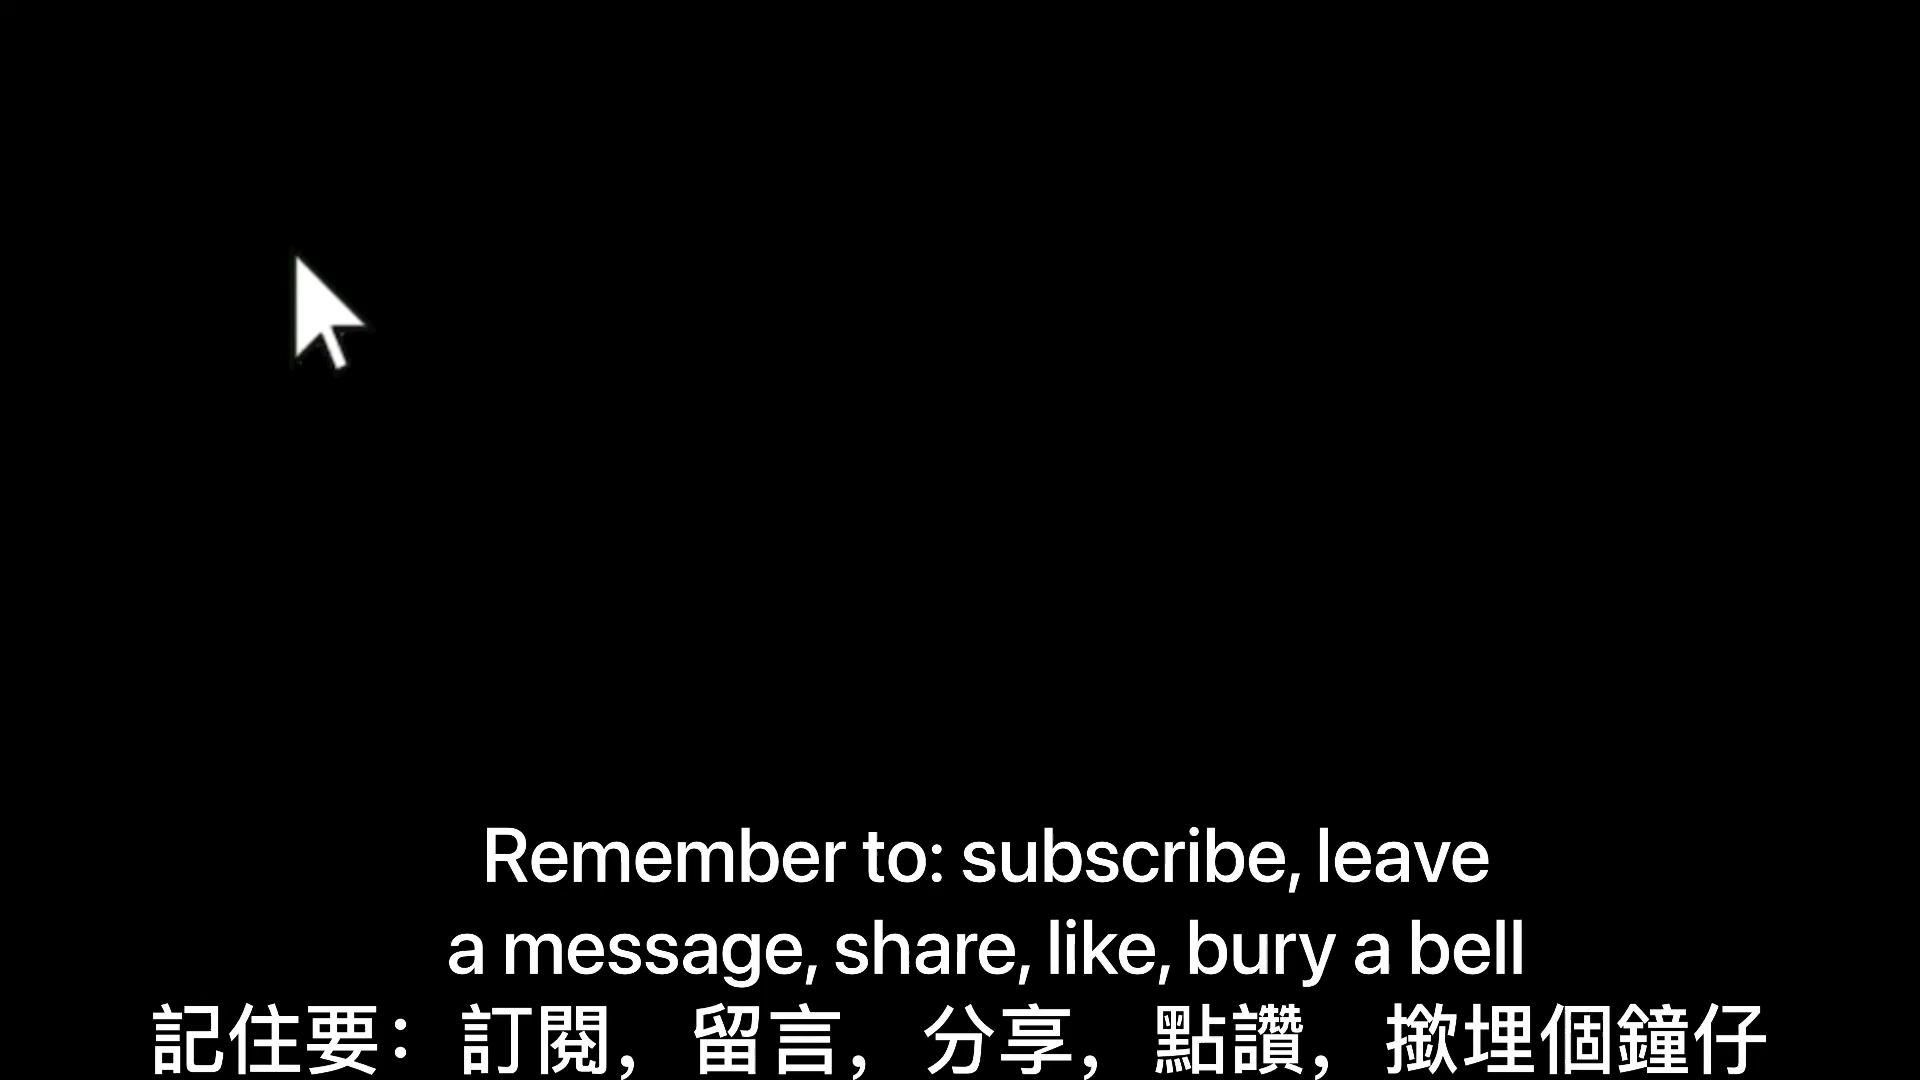 Remember to: subscribe, leave
a message, share, like, bury a bell
記住要：訂閱，留言，分享，點讚，撳埋個鐘仔